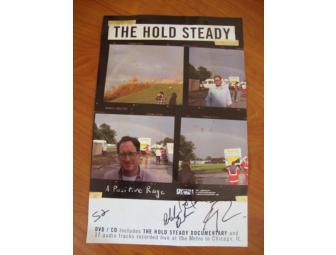 THE HOLD STEADY
A Positive Rage
DVD / CD Includes THE HOLD STEADY DOCUMENTARY and
17 audio tracks recorded live at the Metro in Chicago, IL